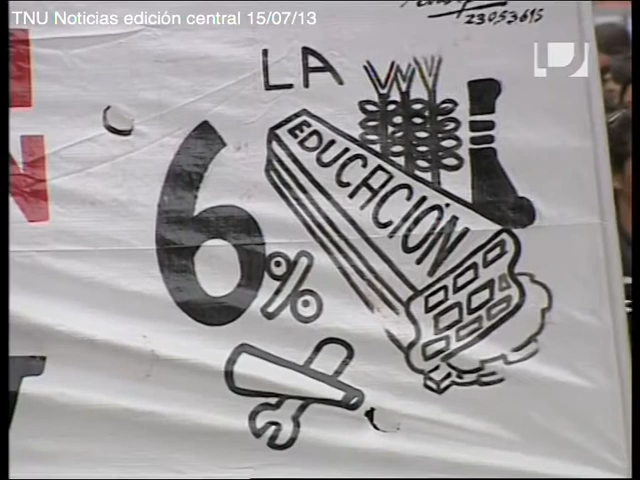 TNU Noticias edición central 15/07/13
23053615
LA
EDUCACIÓN
6%